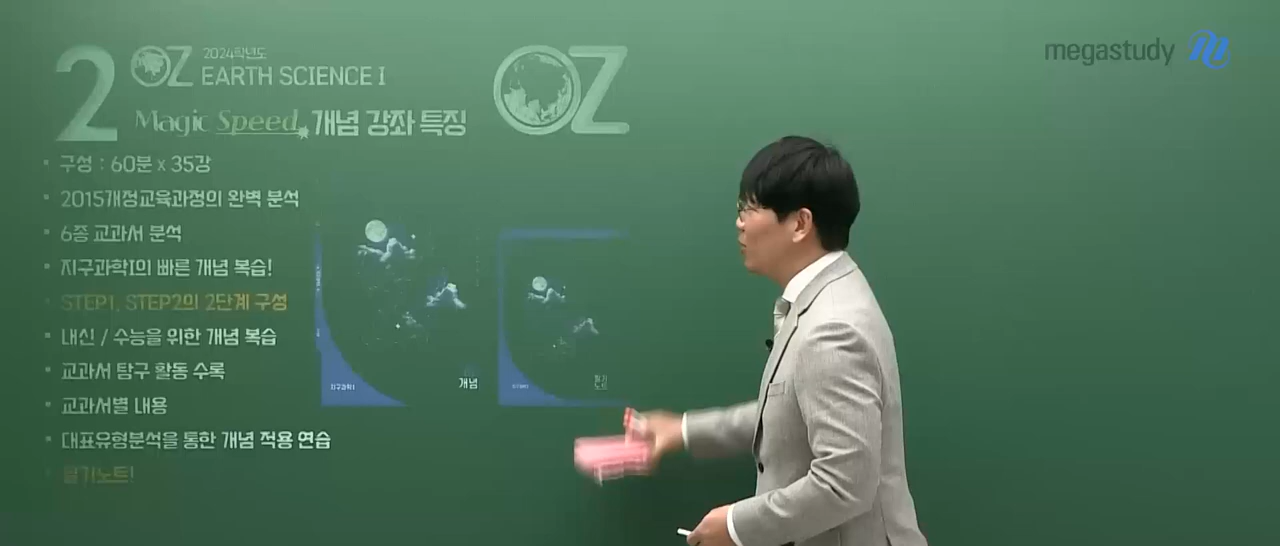 megastudy
2 OZ 2024학년도
EARTH SCIENCE I
OZ
Magic Speed 개념 강좌 특징
▪ 구성 : 60분 x 35강
▪ 2015개정교육과정의 완벽 분석
▪ 6종 교과서 분석
▪ 지구과학I의 빠른 개념 복습!
▪ STEP1, STEP2의 2단계 구성
▪ 내신 / 수능을 위한 개념 복습
▪ 교과서 탐구 활동 수록
▪ 교과서별 내용
▪ 대표유형분석을 통한 개념 적용 연습
▪ 필기노트!
지구과학I
개념